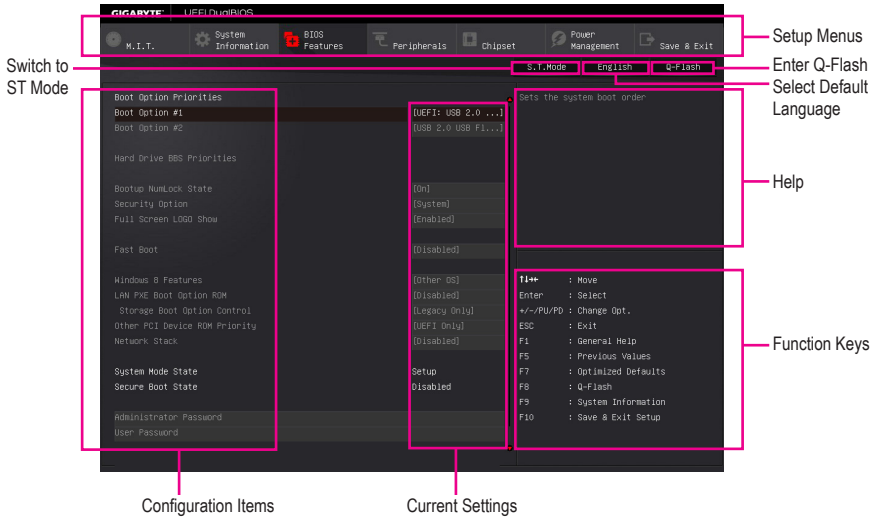 GIGABYTE™ UEFI DualBIOS
M.I.T. System Information BIOS Features Peripherals Chipset Power Management Save & Exit
Setup Menus
Switch to ST Mode
S.T.Mode English Q-Flash
Enter Q-Flash
Select Default Language
Boot Option Priorities
Boot Option #1 [UEFI: USB 2.0 ...]
Boot Option #2 [USB 2.0 USB Fl...]
Hard Drive BBS Priorities
Bootup NumLock State [On]
Security Option [System]
Full Screen LOGO Show [Enabled]
Fast Boot [Disabled]
Windows 8 Features [Other OS]
LAN PXE Boot Option ROM [Disabled]
Storage Boot Option Control [Legacy Only]
Other PCI Device ROM Priority [UEFI Only]
Network Stack [Disabled]
System Mode State Setup
Secure Boot State Disabled
Administrator Password
User Password
Sets the system boot order
Help
↑↓→← : Move
Enter : Select
+/-/PU/PD : Change Opt.
ESC : Exit
F1 : General Help
F5 : Previous Values
F7 : Optimized Defaults
F8 : Q-Flash
F9 : System Information
F10 : Save & Exit Setup
Function Keys
Configuration Items
Current Settings